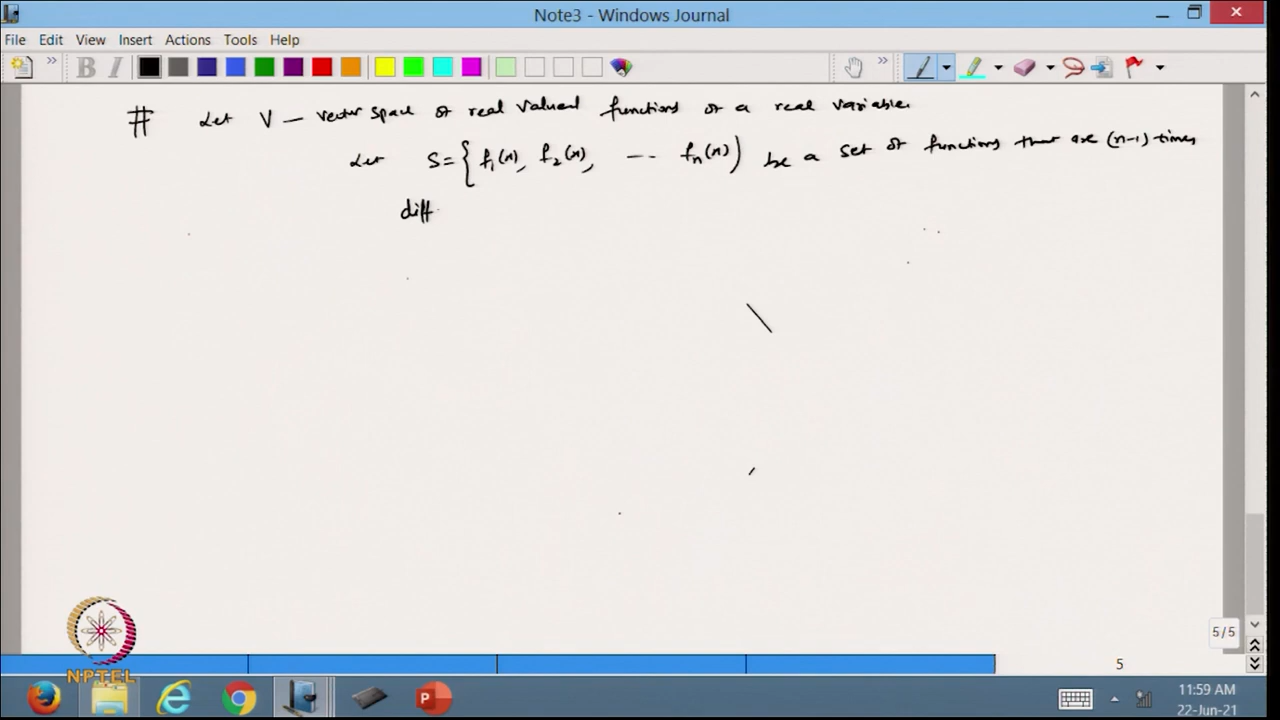 Note3 - Windows Journal
File Edit View Insert Actions Tools Help
# Let V — vector space of real valued functions of a real variable.
Let S = { f₁(x), f₂(x), -- fₙ(x) } be a set of functions that are (n-1) times
diff
5/5
NPTEL
5
11:59 AM
22-Jun-21